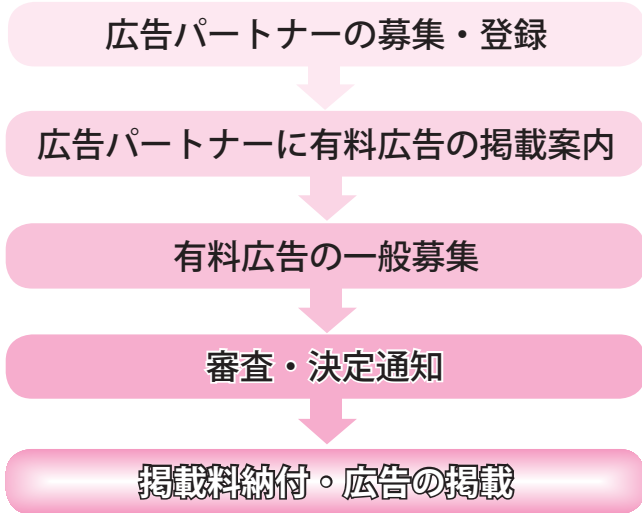 広告パートナーの募集・登録
広告パートナーに有料広告の掲載案内
有料広告の一般募集
審査・決定通知
掲載料納付・広告の掲載